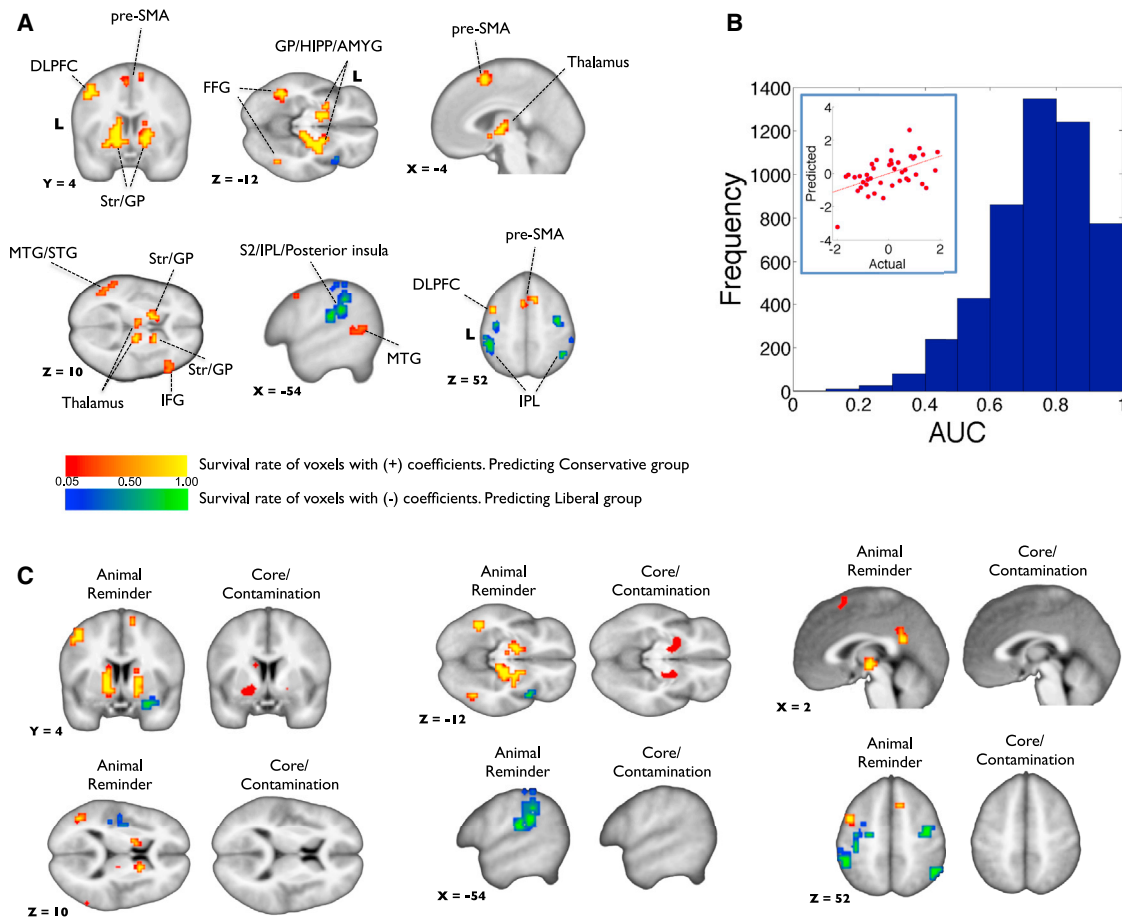 A
pre-SMA
DLPFC
L
Y = 4
Str/GP
GP/HIPP/AMYG
L
FFG
Z = -12
pre-SMA
Thalamus
X = -4
MTG/STG
Str/GP
Str/GP
Z = 10
Thalamus
IFG
S2/IPL/Posterior insula
MTG
X = -54
pre-SMA
DLPFC
L
Z = 52
IPL
0.05 0.50 1.00
Survival rate of voxels with (+) coefficients. Predicting Conservative group
Survival rate of voxels with (-) coefficients. Predicting Liberal group
B
Frequency
1400
1200
1000
800
600
400
200
0
0 0.2 0.4 0.6 0.8 1
AUC
Predicted
4
2
0
-2
-4
-2 0 2
Actual
C
Animal
Reminder
Core/
Contamination
Y = 4
Animal
Reminder
Core/
Contamination
Z = -12
Animal
Reminder
Core/
Contamination
X = 2
Animal
Reminder
Core/
Contamination
Z = 10
Animal
Reminder
Core/
Contamination
X = -54
Animal
Reminder
Core/
Contamination
Z = 52